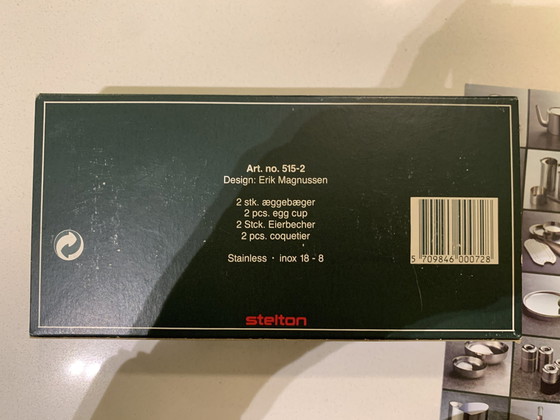 Art. no. 515-2
Design: Erik Magnussen
2 stk. æggebæger
2 pcs. egg cup
2 Stck. Eierbecher
2 pcs. coquetier
Stainless · inox 18 - 8
5 709846 000728
stelton